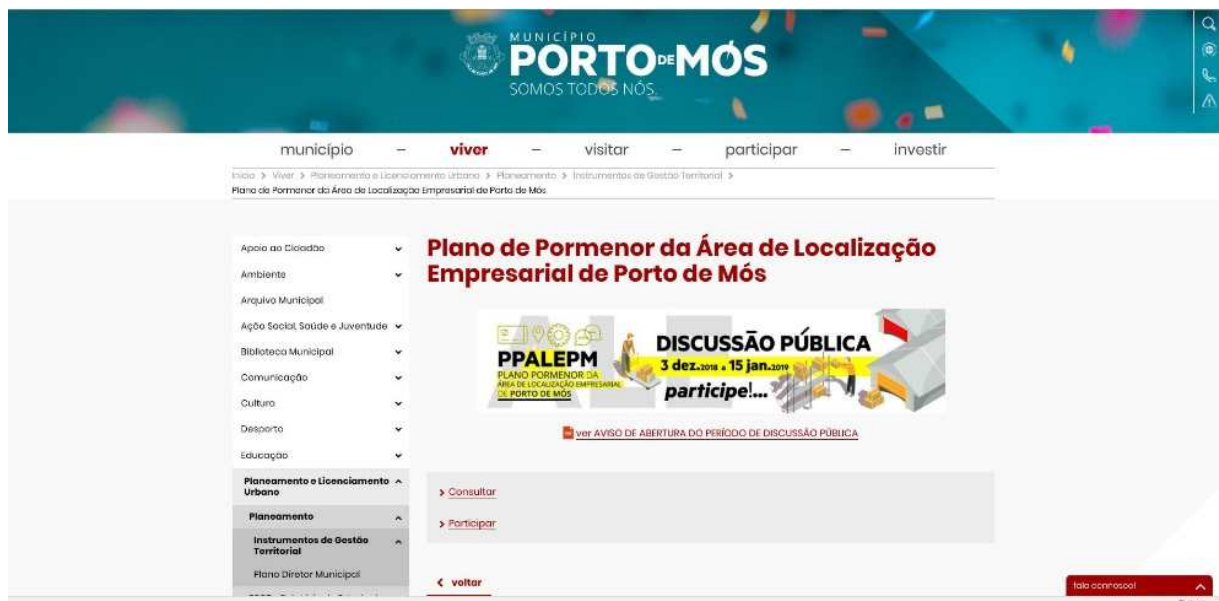 MUNICÍPIO
PORTO DE MÓS
SOMOS TODOS NÓS.
município – viver – visitar – participar – investir
Início > Viver > Planeamento e Licenciamento Urbano > Planeamento > Instrumentos de Gestão Territorial >
Plano de Pormenor da Área de Localização Empresarial de Porto de Mós
Apoio ao Cidadão
Ambiente
Arquivo Municipal
Ação Social, Saúde e Juventude
Biblioteca Municipal
Comunicação
Cultura
Desporto
Educação
Planeamento e Licenciamento
Urbano
Planeamento
Instrumentos de Gestão
Territorial
Plano Diretor Municipal
Plano de Pormenor da Área de Localização
Empresarial de Porto de Mós
ALE
PPALEPM
PLANO PORMENOR DA
ÁREA DE LOCALIZAÇÃO EMPRESARIAL
DE PORTO DE MÓS
DISCUSSÃO PÚBLICA
3 dez.2018 a 15 jan.2019
participe!...
ver AVISO DE ABERTURA DO PERÍODO DE DISCUSSÃO PÚBLICA
> Consultar
> Participar
< voltar
fala connosco!